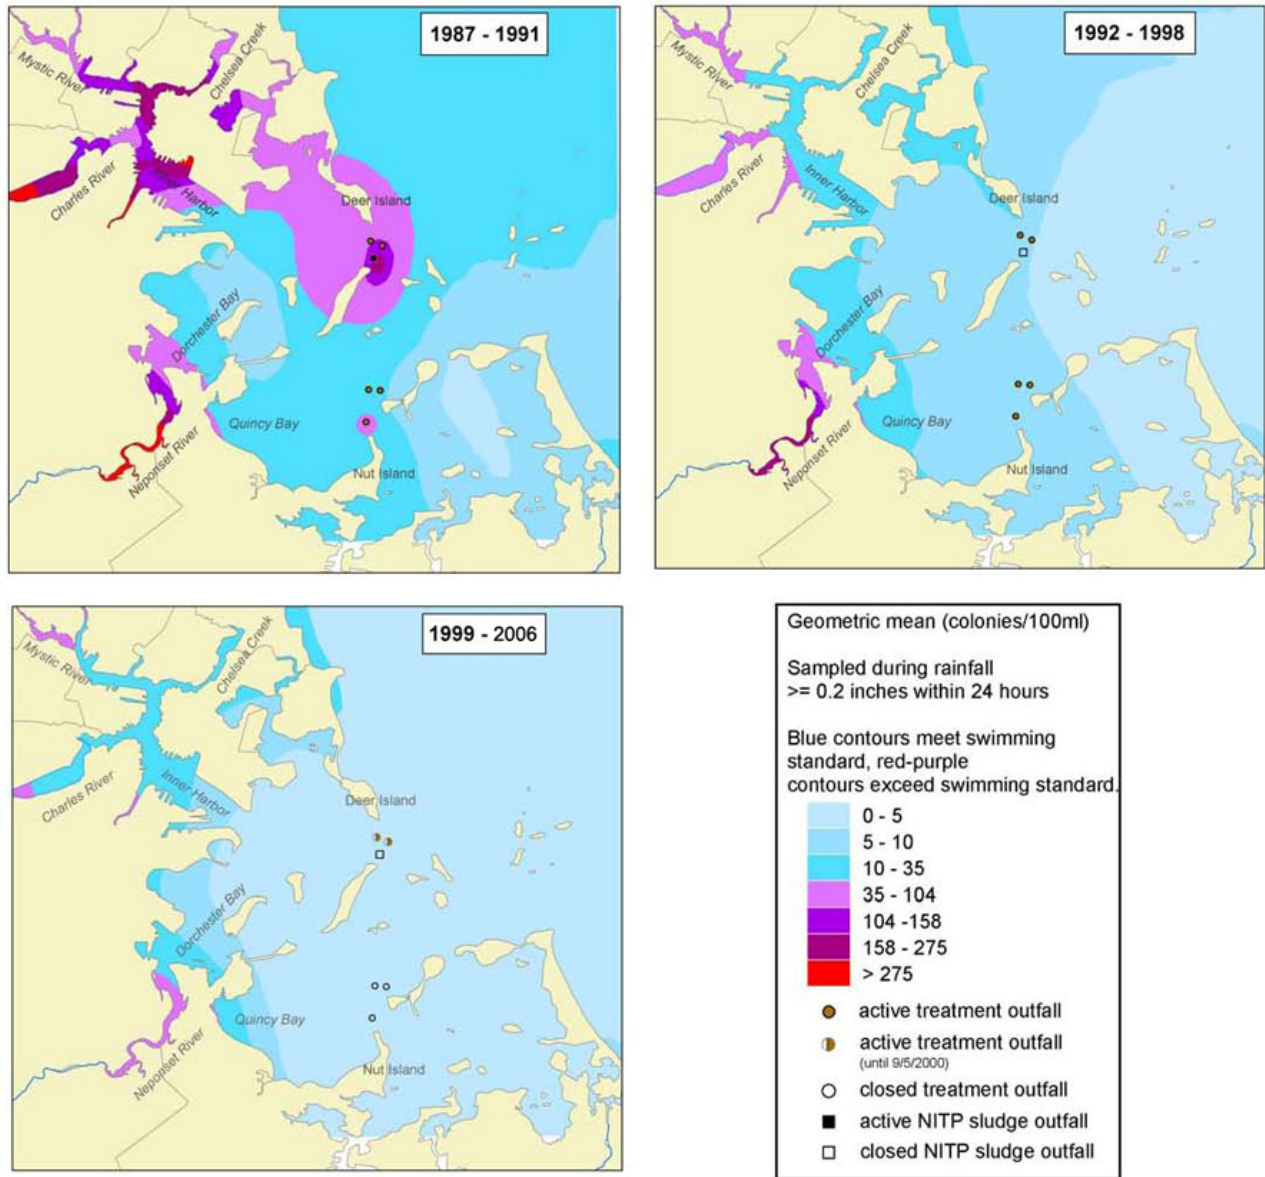 1987 - 1991
Mystic River
Chelsea Creek
Charles River
Harbor
Deer Island
Dorchester Bay
Quincy Bay
Neponset River
Nut Island
1992 - 1998
Mystic River
Chelsea Creek
Charles River
Inner Harbor
Deer Island
Dorchester Bay
Quincy Bay
Neponset River
Nut Island
1999 - 2006
Mystic River
Chelsea Creek
Charles River
Inner Harbor
Deer Island
Dorchester Bay
Quincy Bay
Neponset River
Nut Island
Geometric mean (colonies/100ml)
Sampled during rainfall
>= 0.2 inches within 24 hours
Blue contours meet swimming
standard, red-purple
contours exceed swimming standard.
0 - 5
5 - 10
10 - 35
35 - 104
104 -158
158 - 275
> 275
active treatment outfall
active treatment outfall
(until 9/5/2000)
closed treatment outfall
active NITP sludge outfall
closed NITP sludge outfall